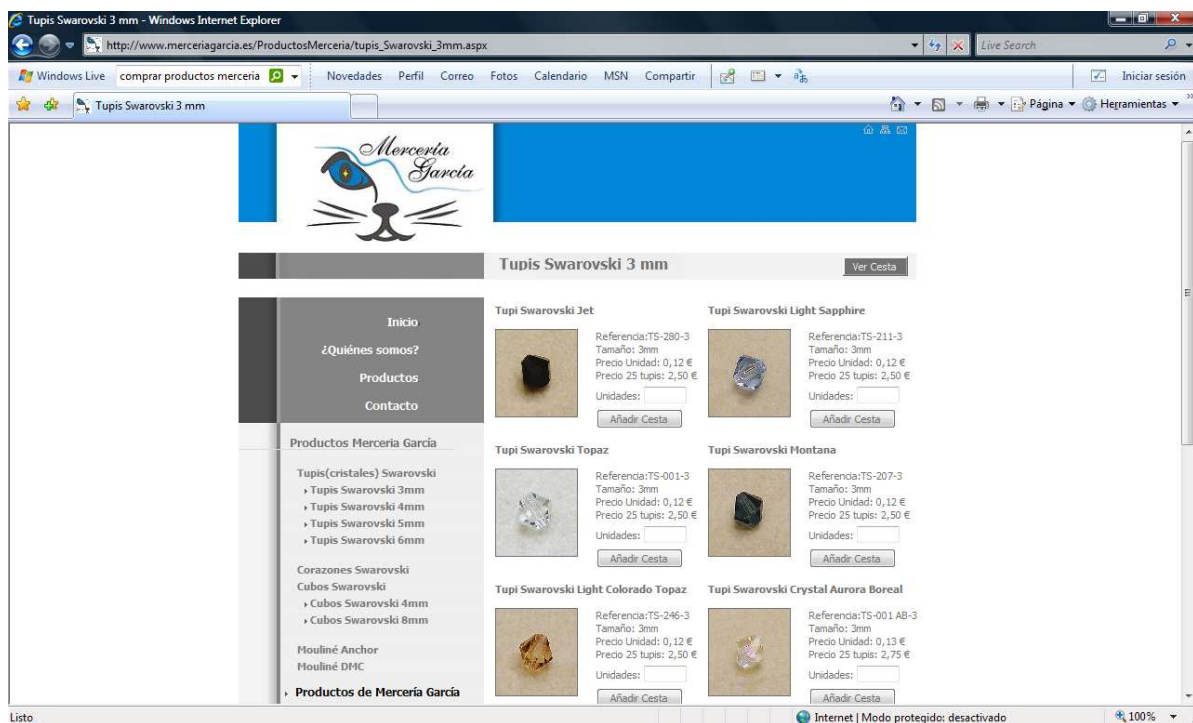 Tupis Swarovski 3 mm - Windows Internet Explorer
http://www.merceriagarcia.es/ProductosMerceria/tupis_Swarovski_3mm.aspx
Live Search
Windows Live
comprar productos merceria
Novedades Perfil Correo Fotos Calendario MSN Compartir
Iniciar sesión
Tupis Swarovski 3 mm
Página
Herramientas
Mercería
García
Tupis Swarovski 3 mm
Ver Cesta
Inicio
¿Quiénes somos?
Productos
Contacto
Productos Merceria García
Tupis(cristales) Swarovski
Tupis Swarovski 3mm
Tupis Swarovski 4mm
Tupis Swarovski 5mm
Tupis Swarovski 6mm
Corazones Swarovski
Cubos Swarovski
Cubos Swarovski 4mm
Cubos Swarovski 8mm
Mouliné Anchor
Mouliné DMC
Productos de Mercería García
Tupi Swarovski Jet
Referencia:TS-280-3
Tamaño: 3mm
Precio Unidad: 0,12 €
Precio 25 tupis: 2,50 €
Unidades:
Añadir Cesta
Tupi Swarovski Light Sapphire
Referencia:TS-211-3
Tamaño: 3mm
Precio Unidad: 0,12 €
Precio 25 tupis: 2,50 €
Unidades:
Añadir Cesta
Tupi Swarovski Topaz
Referencia:TS-001-3
Tamaño: 3mm
Precio Unidad: 0,12 €
Precio 25 tupis: 2,50 €
Unidades:
Añadir Cesta
Tupi Swarovski Montana
Referencia:TS-207-3
Tamaño: 3mm
Precio Unidad: 0,12 €
Precio 25 tupis: 2,50 €
Unidades:
Añadir Cesta
Tupi Swarovski Light Colorado Topaz
Referencia:TS-246-3
Tamaño: 3mm
Precio Unidad: 0,12 €
Precio 25 tupis: 2,50 €
Unidades:
Añadir Cesta
Tupi Swarovski Crystal Aurora Boreal
Referencia:TS-001 AB-3
Tamaño: 3mm
Precio Unidad: 0,13 €
Precio 25 tupis: 2,75 €
Unidades:
Añadir Cesta
Listo
Internet | Modo protegido: desactivado
100%